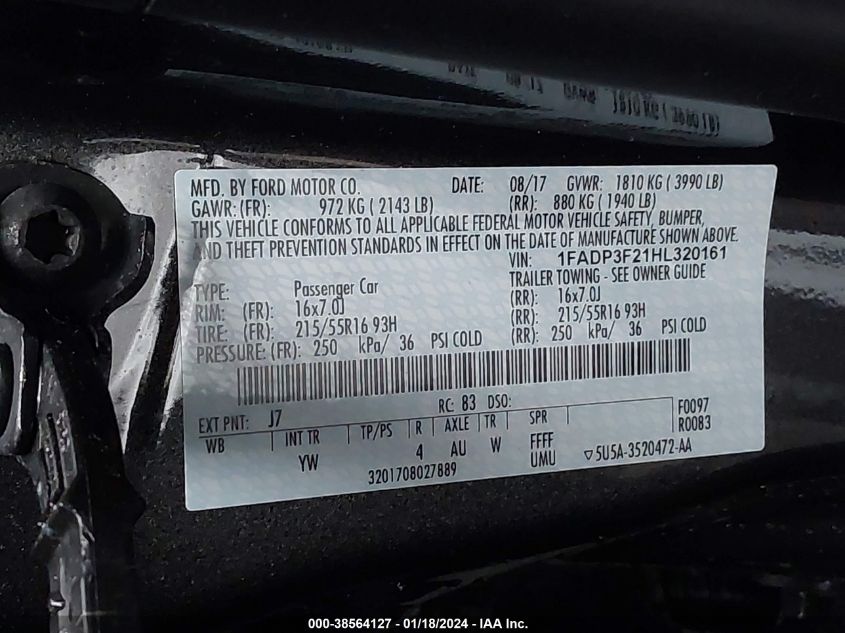 MFD. BY FORD MOTOR CO. DATE: 08/17 GVWR: 1810 KG ( 3990 LB)
GAWR: (FR): 972 KG ( 2143 LB) (RR): 880 KG ( 1940 LB)
THIS VEHICLE CONFORMS TO ALL APPLICABLE FEDERAL MOTOR VEHICLE SAFETY, BUMPER,
AND THEFT PREVENTION STANDARDS IN EFFECT ON THE DATE OF MANUFACTURE SHOWN ABOVE.
VIN: 1FADP3F21HL320161
TYPE: Passenger Car TRAILER TOWING - SEE OWNER GUIDE
RIM: (FR): 16x7.0J (RR): 16x7.0J
TIRE: (FR): 215/55R16 93H (RR): 215/55R16 93H
PRESSURE: (FR): 250 kPa/ 36 PSI COLD (RR): 250 kPa/ 36 PSI COLD
EXT PNT: J7 RC: 83 DSO: F0097
WB INT TR TP/PS R AXLE TR SPR R0083
YW 4 AU W FFFF
UMU
3201708027889 5U5A-3520472-AA
000-38564127 - 01/18/2024 - IAA Inc.